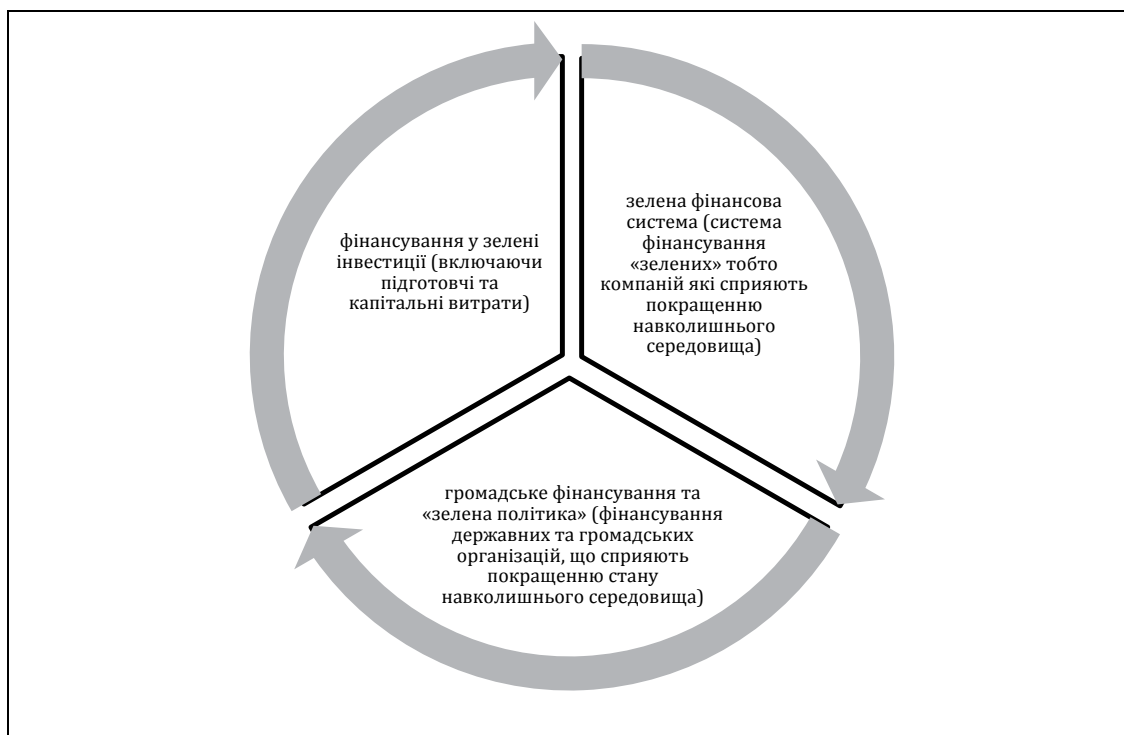 фінансування у зелені
інвестиції (включаючи
підготовчі та
капітальні витрати)
зелена фінансова
система (система
фінансування
«зелених» тобто
компаній які сприяють
покращенню
навколишнього
середовища)
громадське фінансування та
«зелена політика» (фінансування
державних та громадських
організацій, що сприяють
покращенню стану
навколишнього середовища)